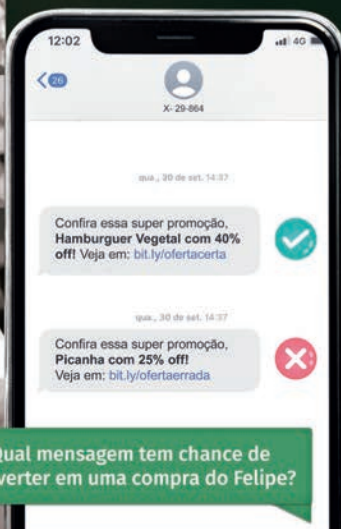 12:02
4G
26
X- 29-864
qua., 30 de set. 14:37
Confira essa super promoção,
Hamburguer Vegetal com 40%
off! Veja em: bit.ly/ofertacerta
qua., 30 de set. 14:37
Confira essa super promoção,
Picanha com 25% off!
Veja em: bit.ly/ofertaerrada
mensagem tem chance de
em uma compra do Felipe?